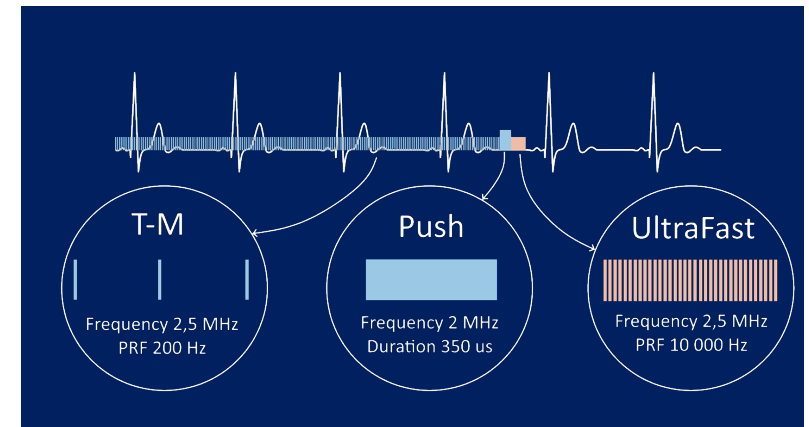 T-M
Frequency 2,5 MHz
PRF 200 Hz
Push
Frequency 2 MHz
Duration 350 us
UltraFast
Frequency 2,5 MHz
PRF 10 000 Hz